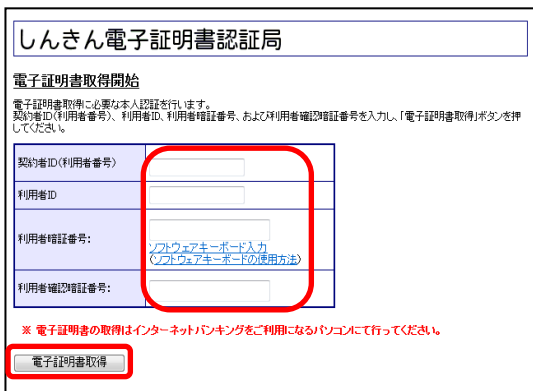 しんきん電子証明書認証局
電子証明書取得開始
電子証明書取得に必要な本人認証を行います。
契約者ID(利用者番号)、利用者ID、利用者暗証番号、および利用者確認暗証番号を入力し、「電子証明書取得」ボタンを押
してください。
契約者ID(利用者番号)
利用者ID
利用者暗証番号:
ソフトウェアキーボード入力
(ソフトウェアキーボードの使用方法)
利用者確認暗証番号:
※ 電子証明書の取得はインターネットバンキングをご利用になるパソコンにて行ってください。
電子証明書取得